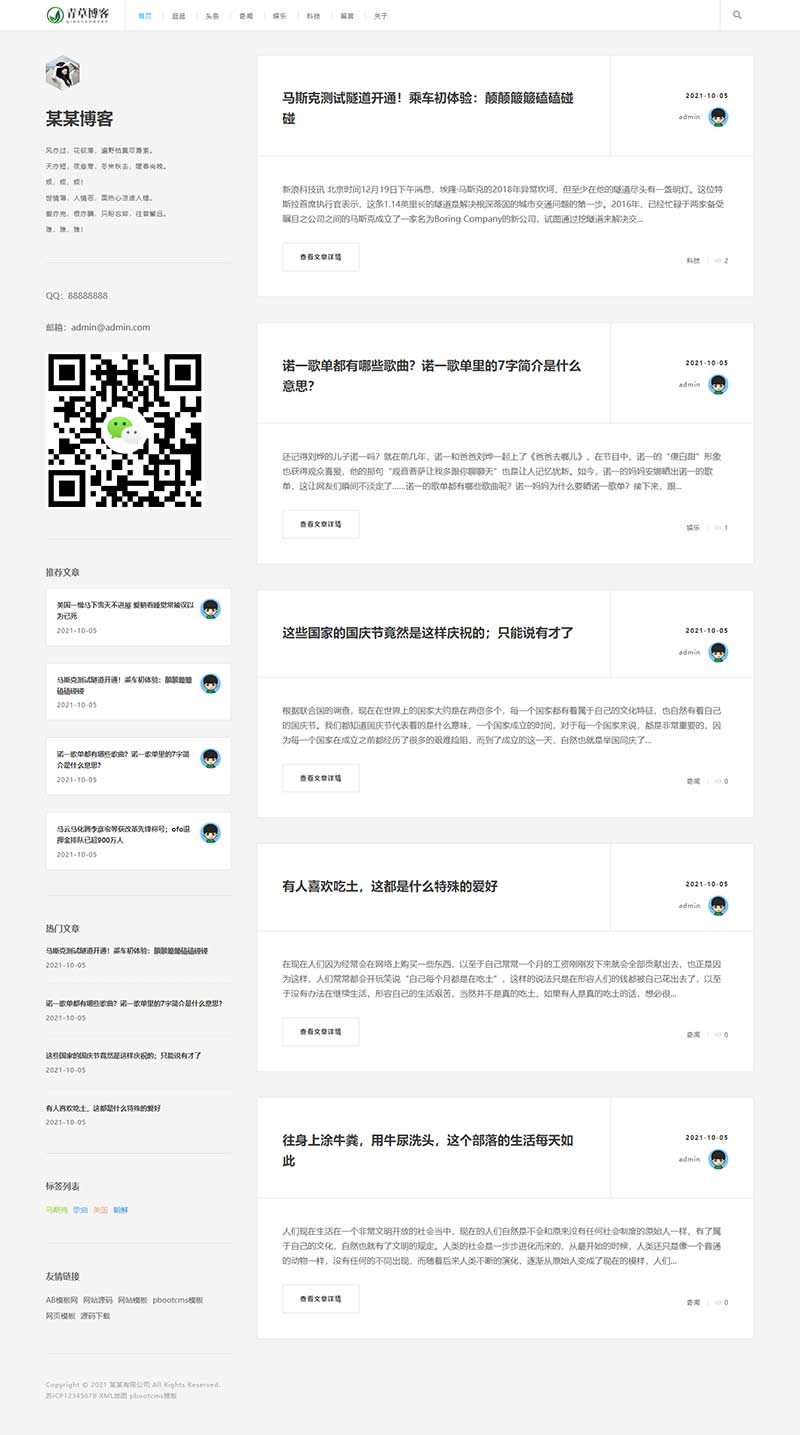 青草博客
首页 逛逛 头条 奇闻 娱乐 科技 留言 关于
某某博客
风亦过，花欲落，遍野枯黄尽萧索。
天亦短，夜愈寒，冬来秋去，暖春尚晚。
烦，烦，烦！
世情薄，人情恶，面热心凉谁人懂。
爱亦充，恨亦瞒，只盼忘却，往昔繁远。
难，难，难！
QQ：88888888
邮箱：admin@admin.com
推荐文章
美国一慢马下雪天不进屋 爱躺着睡觉常被误以
为已死
2021-10-05
马斯克测试隧道开通！乘车初体验：颠颠簸簸
磕磕碰碰
2021-10-05
诺一歌单都有哪些歌曲？诺一歌单里的7字简
介是什么意思？
2021-10-05
马云马化腾李彦宏等获改革先锋称号；ofo退
押金排队已超900万人
2021-10-05
热门文章
马斯克测试隧道开通！乘车初体验：颠颠簸簸磕磕碰碰
2021-10-05
诺一歌单都有哪些歌曲？诺一歌单里的7字简介是什么意思？
2021-10-05
这些国家的国庆节竟然是这样庆祝的；只能说有才了
2021-10-05
有人喜欢吃土，这都是什么特殊的爱好
2021-10-05
标签列表
马斯克 歌曲 美国 朝鲜
友情链接
AB模板网 网站源码 网站模板 pbootcms模板
网页模板 源码下载
Copyright © 2021 某某有限公司 All Rights Reserved.
苏ICP12345678 XML地图 pbootcms模板
马斯克测试隧道开通！乘车初体验：颠颠簸簸磕磕碰
碰
2021-10-05
admin
新浪科技讯 北京时间12月19日下午消息，埃隆·马斯克的2018年异常坎坷，但至少在他的隧道尽头有一盏明灯。这位特
斯拉首席执行官表示，这条1.14英里长的隧道是解决根深蒂固的城市交通问题的第一步。2016年，已经忙碌于两家备受
瞩目之公司之间的马斯克成立了一家名为Boring Company的新公司，试图通过挖隧道来解决交...
查看文章详情
科技 2
诺一歌单都有哪些歌曲？诺一歌单里的7字简介是什么
意思？
2021-10-05
admin
还记得刘烨的儿子诺一吗？就在前几年，诺一和爸爸刘烨一起上了《爸爸去哪儿》，在节目中，诺一的“傻白甜”形象
也获得观众喜爱，他的那句“观音菩萨让我多跟你聊聊天”也是让人记忆犹新。如今，诺一的妈妈安娜晒出诺一的歌
单，这让网友们瞬间不淡定了……诺一的歌单都有哪些歌曲呢？诺一妈妈为什么要晒诺一歌单？接下来，跟...
查看文章详情
娱乐 1
这些国家的国庆节竟然是这样庆祝的；只能说有才了
2021-10-05
admin
根据联合国的调查，现在在世界上的国家大约是在两倍多个，每一个国家都有着属于自己的文化特征，也自然有着自己
的国庆节。我们都知道国庆节代表着的是什么意味，一个国家成立的时间，对于每一个国家来说，都是非常重要的，因
为每一个国家在成立之前都经历了很多的艰难险阻，而到了成立的这一天，自然也就是举国同庆了...
查看文章详情
奇闻 0
有人喜欢吃土，这都是什么特殊的爱好
2021-10-05
admin
在现在人们因为经常会在网络上购买一些东西，以至于自己常常一个月的工资刚刚发下来就会全部贡献出去，也正是因
为这样，人们常常都会开玩笑说“自己每个月都是在吃土”，这样的说法只是在形容人们的钱都被自己花出去了，以至
于没有办法在继续生活，形容自己的生活艰苦，当然并不是真的吃土，如果有人是真的吃土的话，想必很...
查看文章详情
奇闻 0
往身上涂牛粪，用牛尿洗头，这个部落的生活每天如
此
2021-10-05
admin
人们现在生活在一个非常文明开放的社会当中，现在的人们自然是不会和原来没有任何社会制度的原始人一样，有了属
于自己的文化，自然也就有了文明的规定。人类的社会是一步步进化而来的，从最开始的时候，人类还只是像一个普通
的动物一样，没有任何的不同出现，而随着后来人类不断的演化，逐渐从原始人变成了现在的模样，人们...
查看文章详情
奇闻 0